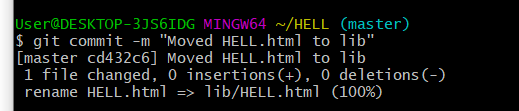 User@DESKTOP-3JS6IDG MINGW64 ~/HELL (master)
$ git commit -m "Moved HELL.html to lib"
[master cd432c6] Moved HELL.html to lib
1 file changed, 0 insertions(+), 0 deletions(-)
rename HELL.html => lib/HELL.html (100%)